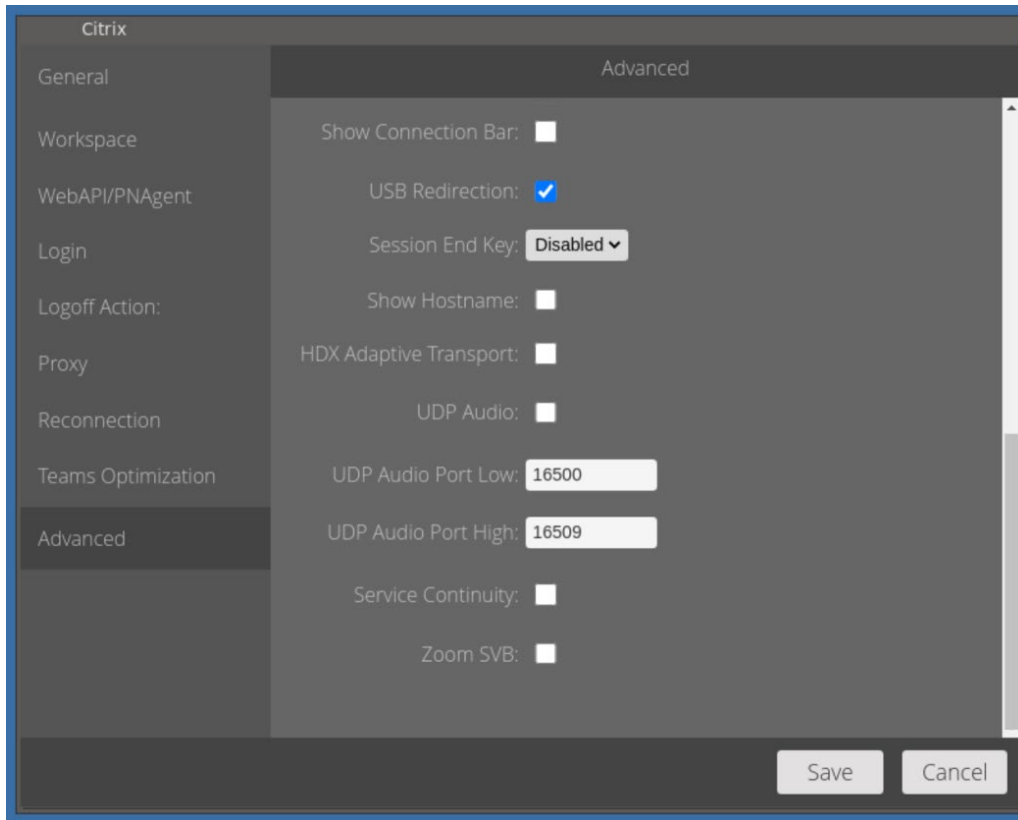 Citrix
General
Workspace
WebAPI/PNAgent
Login
Logoff Action:
Proxy
Reconnection
Teams Optimization
Advanced
Advanced
Show Connection Bar:
USB Redirection:
Session End Key: Disabled
Show Hostname:
HDX Adaptive Transport:
UDP Audio:
UDP Audio Port Low: 16500
UDP Audio Port High: 16509
Service Continuity:
Zoom SVB:
Save Cancel